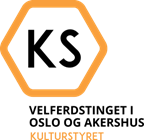 KS
VELFERDSTINGET I
OSLO OG AKERSHUS
KULTURSTYRET